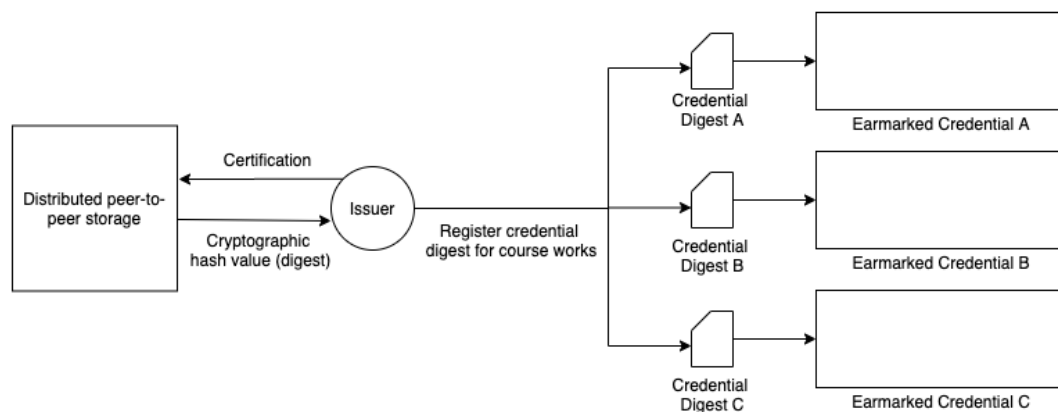 Credential
Digest A
Earmarked Credential A
Certification
Distributed peer-to-
peer storage
Issuer
Cryptographic
hash value (digest)
Register credential
digest for course works
Credential
Digest B
Earmarked Credential B
Credential
Digest C
Earmarked Credential C